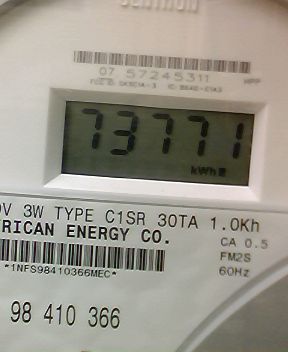 CENTRON
07 57245311
73771
kWh
3W TYPE C1SR 30TA 1.0Kh
RICAN ENERGY CO.
CA 0.5
FM2S
60Hz
*1NFS98410366MEC*
98 410 366